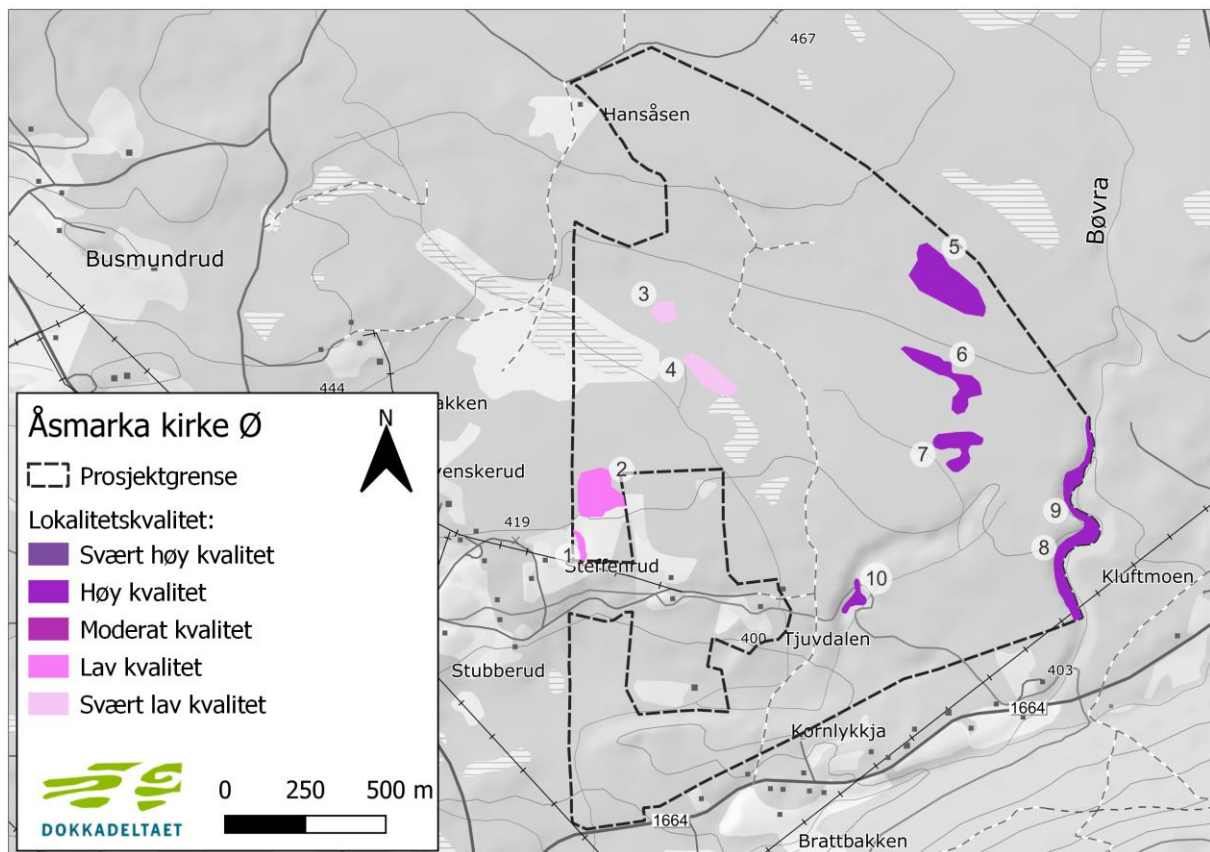 467
Hansåsen
Bøvra
Busmundrud
5
3
6
4
444
Åsmarka kirke Ø
N
akken
Prosjektgrense
venskerud
7
2
Lokalitetskvalitet:
419
9
Svært høy kvalitet
1
Steffenrud
8
Kluftmoen
Høy kvalitet
10
Moderat kvalitet
400
Tjuvdalen
Lav kvalitet
Stubberud
403
Svært lav kvalitet
1664
Kornlykkja
0 250 500 m
DOKKADELTAET
1664
Brattbakken